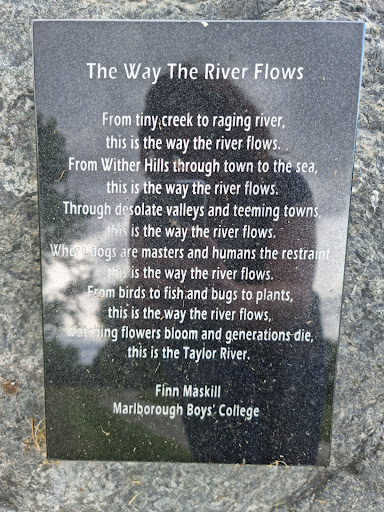 The Way The River Flows
From tiny creek to raging river,
this is the way the river flows.
From Wither Hills through town to the sea,
this is the way the river flows.
Through desolate valleys and teeming towns,
this is the way the river flows.
Where dogs are masters and humans the restraint,
this is the way the river flows.
From birds to fish and bugs to plants,
this is the way the river flows,
Watching flowers bloom and generations die,
this is the Taylor River.
Finn Maskill
Marlborough Boys' College